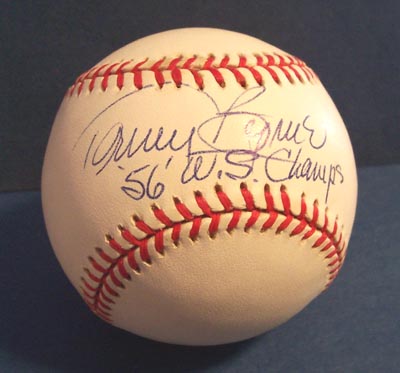 Tommy Byrne
'56' W.S. Champs